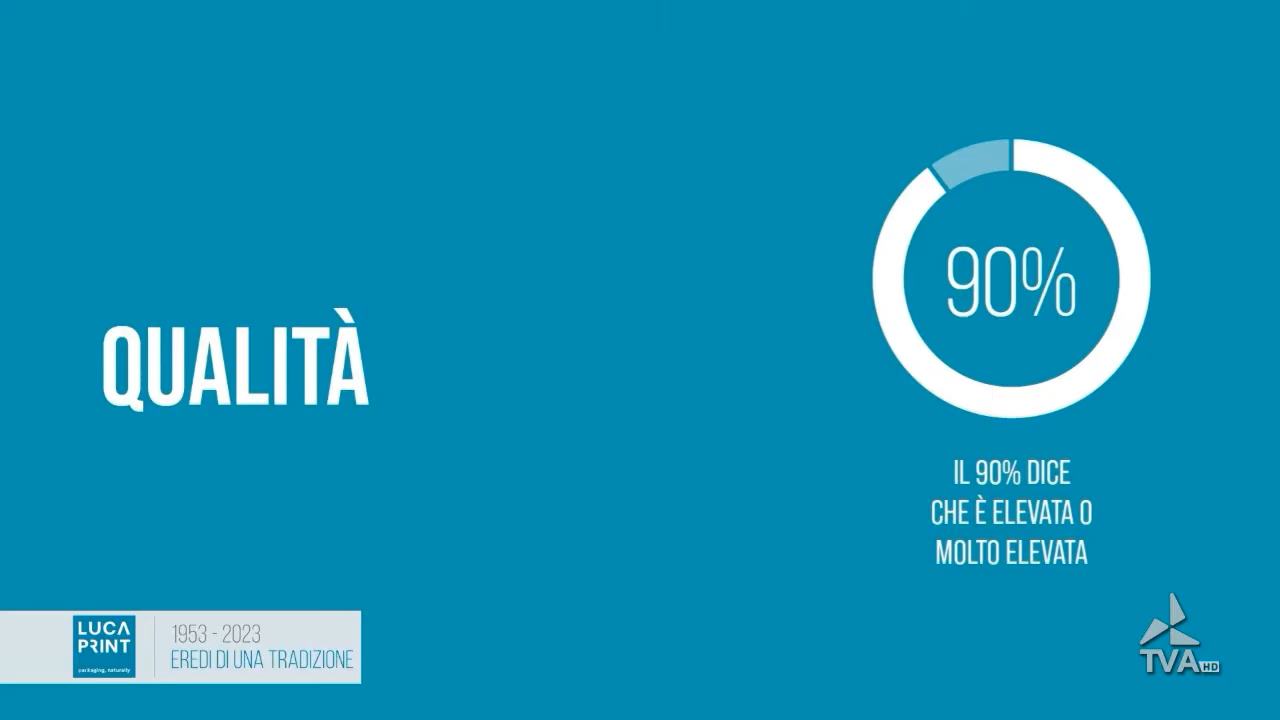 QUALITÀ
90%
IL 90% DICE
CHE È ELEVATA O
MOLTO ELEVATA
LUCA
PRINT
packaging, naturally
1953 - 2023
EREDI DI UNA TRADIZIONE
TVA HD